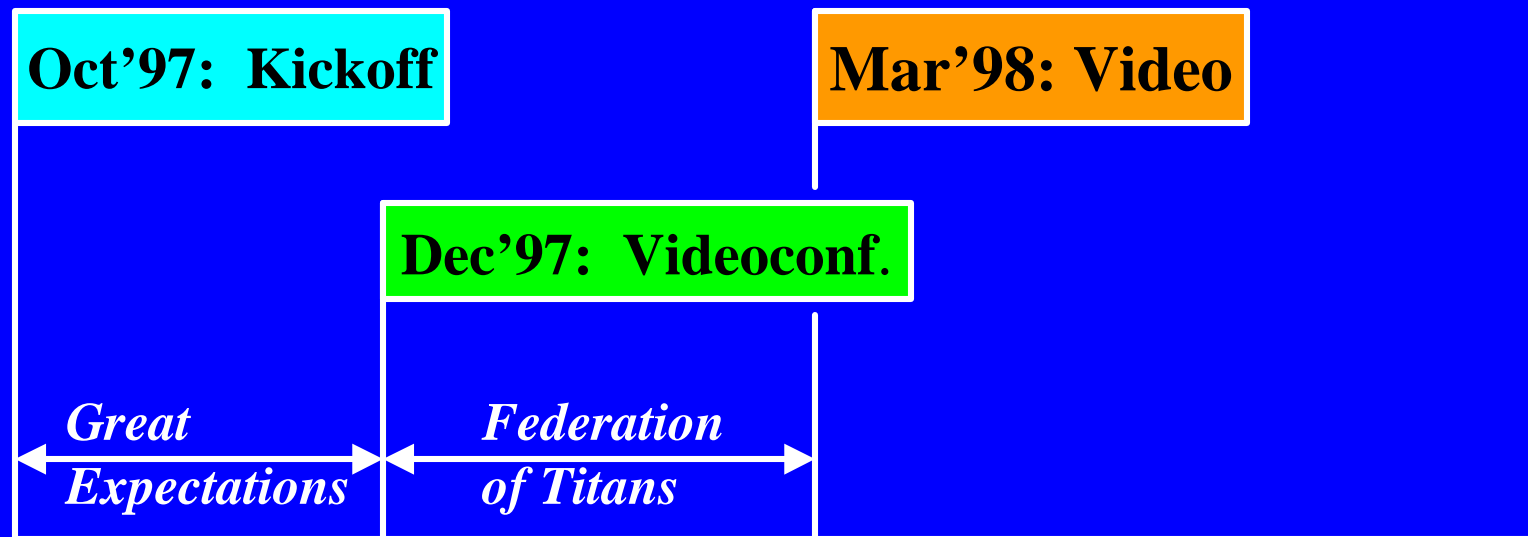 Oct’97:  Kickoff
Mar’98: Video
Dec’97:  Videoconf.
Great
Expectations
Federation
of Titans